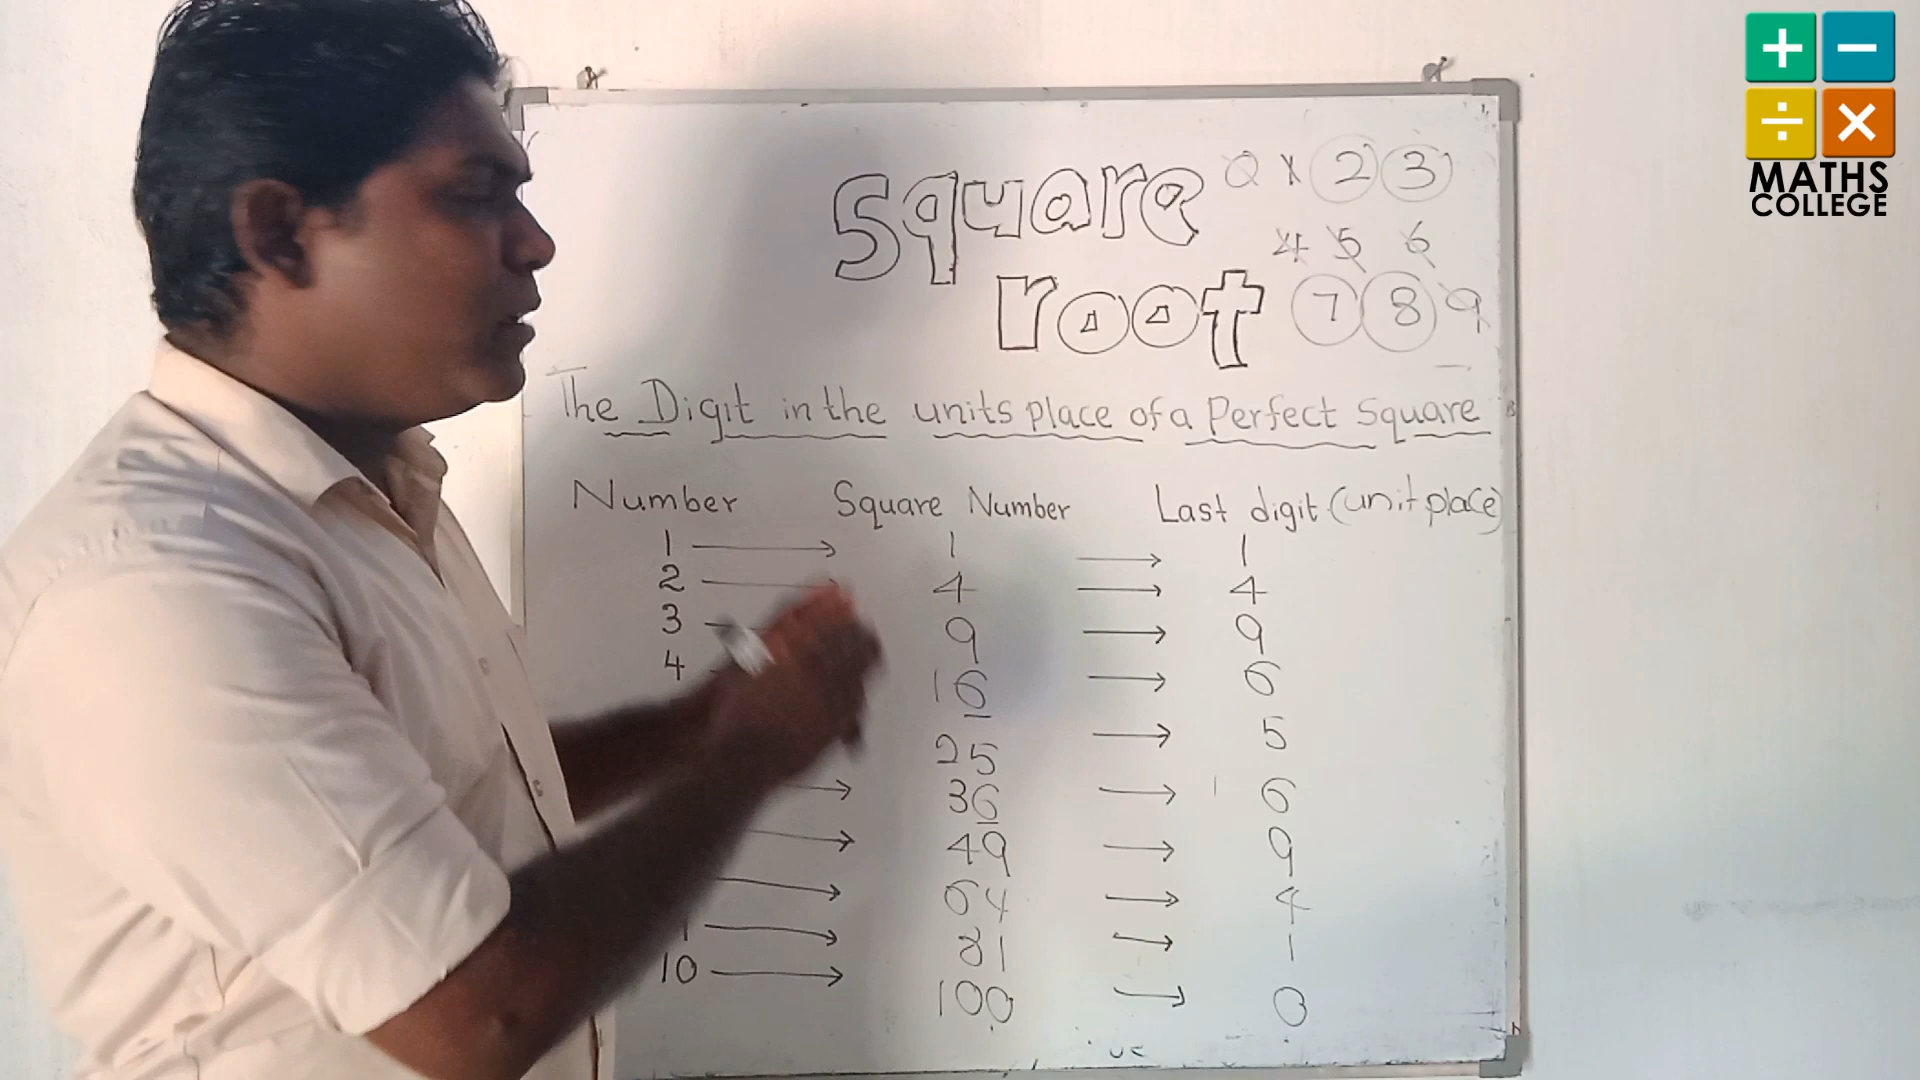 + −
÷ ×
MATHS
COLLEGE
Square
root
0 1 2 3
4 5 6
7 8 9
The Digit in the units place of a Perfect Square
Number Square Number Last digit (unit place)
1 → 1 → 1
2 → 4 → 4
3 9 → 9
4 16 → 6
25 → 5
→ 36 → 6
→ 49 → 9
→ 64 → 4
→ 81 → 1
10 → 100 → 0